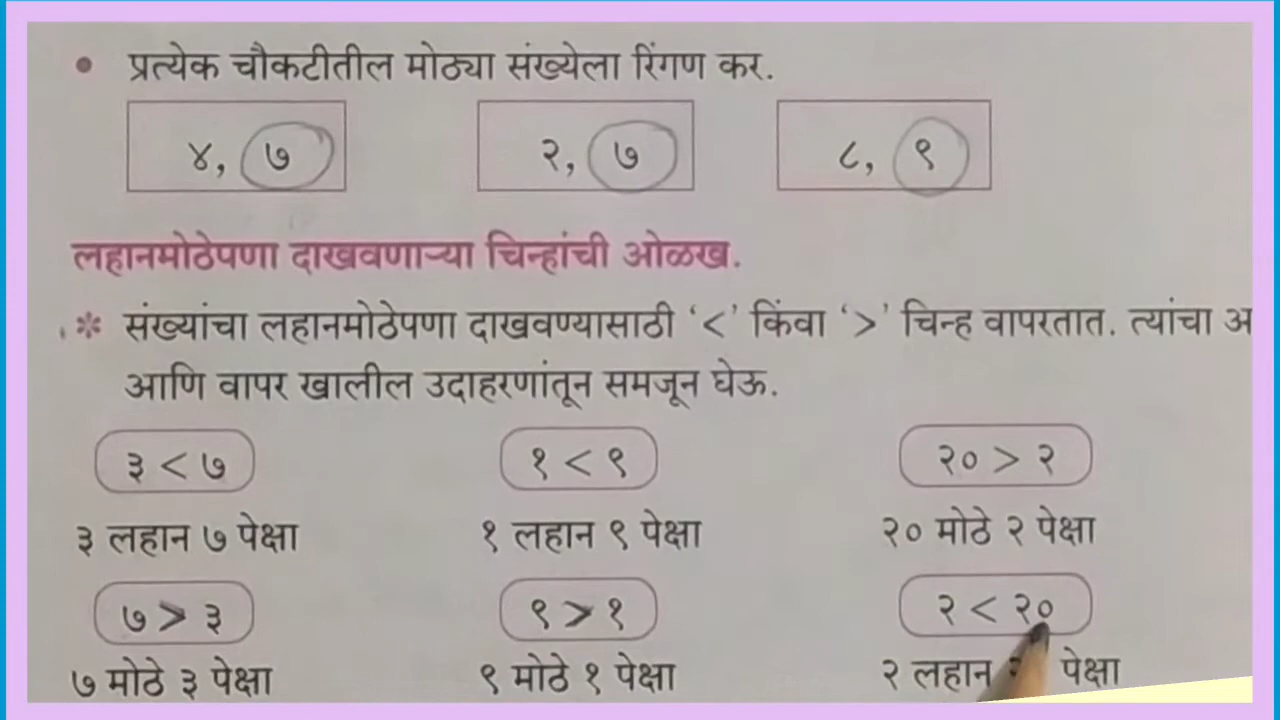 • प्रत्येक चौकटीतील मोठ्या संख्येला रिंगण कर.
४, ७ २, ७ ८, ९
लहानमोठेपणा दाखवणाऱ्या चिन्हांची ओळख.
* संख्यांचा लहानमोठेपणा दाखवण्यासाठी ‘<’ किंवा ‘>’ चिन्ह वापरतात. त्यांचा
आणि वापर खालील उदाहरणांतून समजून घेऊ.
३ < ७ १ < ९ २० > २
३ लहान ७ पेक्षा १ लहान ९ पेक्षा २० मोठे २ पेक्षा
७ > ३ ९ > १ २ < २०
७ मोठे ३ पेक्षा ९ मोठे १ पेक्षा २ लहान पेक्षा